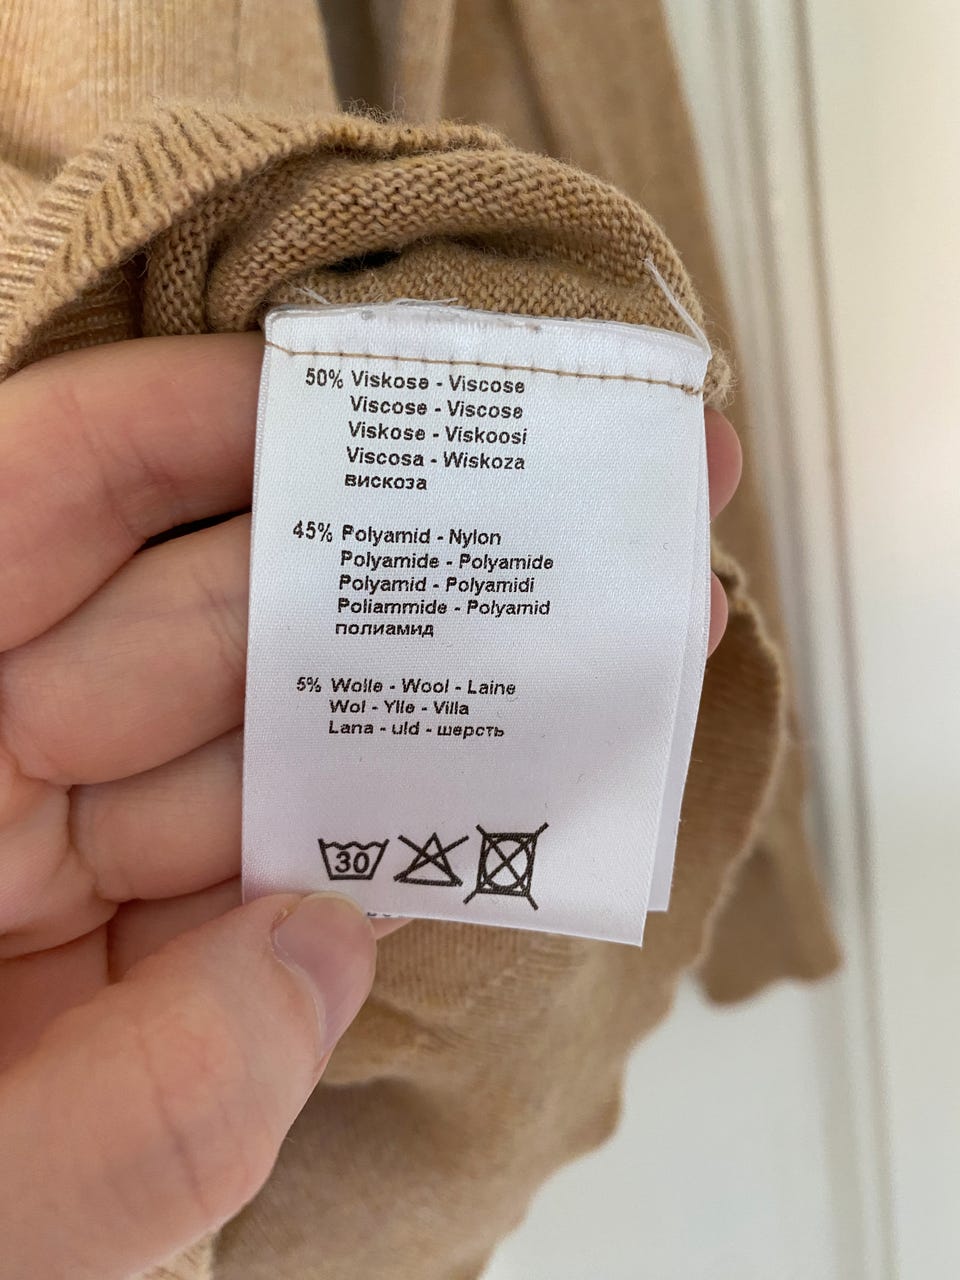 50% Viskose - Viscose
Viscose - Viscose
Viskose - Viskoosi
Viscosa - Wiskoza
вискоза
45% Polyamid - Nylon
Polyamide - Polyamide
Polyamid - Polyamidi
Poliammide - Polyamid
полиамид
5% Wolle - Wool - Laine
Wol - Ylle - Villa
Lana - uld - шерсть
30